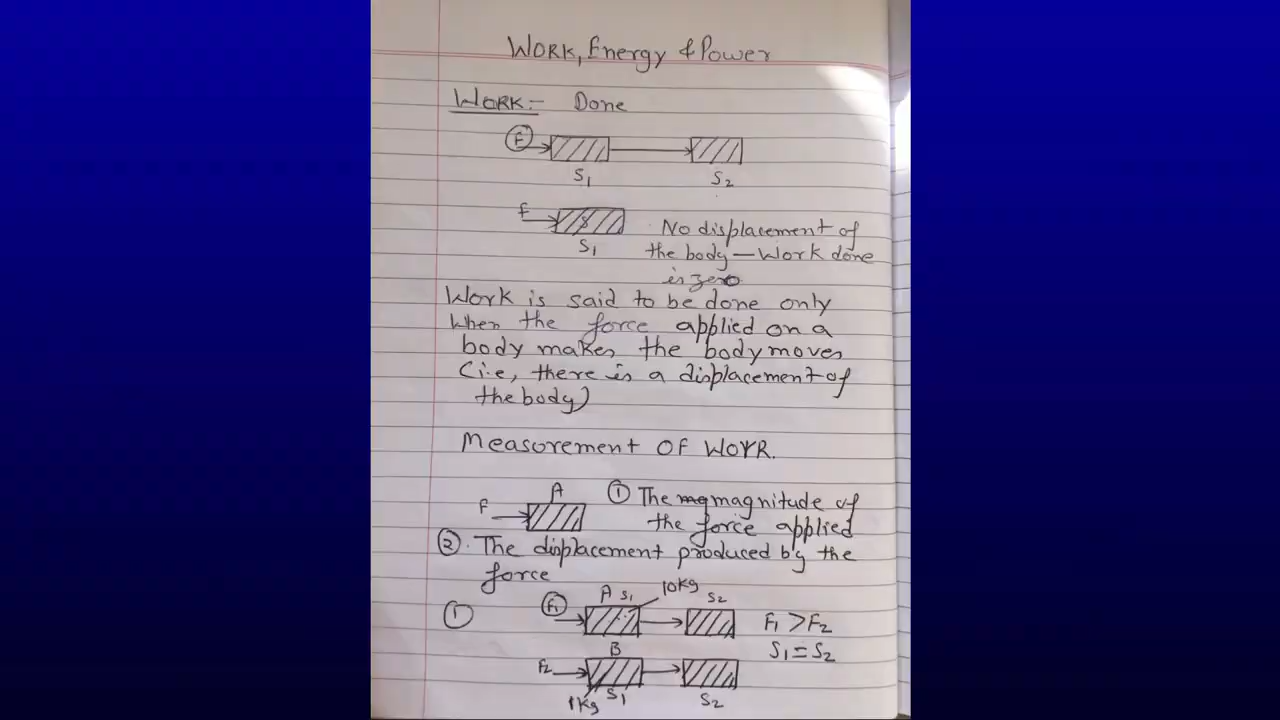 WORK, Energy & Power
WORK:- Done
F
S1 S2
F
S
S1
No displacement of
the body — Work done
is zero
Work is said to be done only
when the force applied on a
body makes the body moves
(i.e, there is a displacement of
the body)
Measurement OF WOYR.
A
F
① The mag magnitude of
the force applied
② . The displacement produced by the
force
①
F1 A S1 10kg S2
F1 > F2
S1 = S2
B
F2
1Kg S1 S2